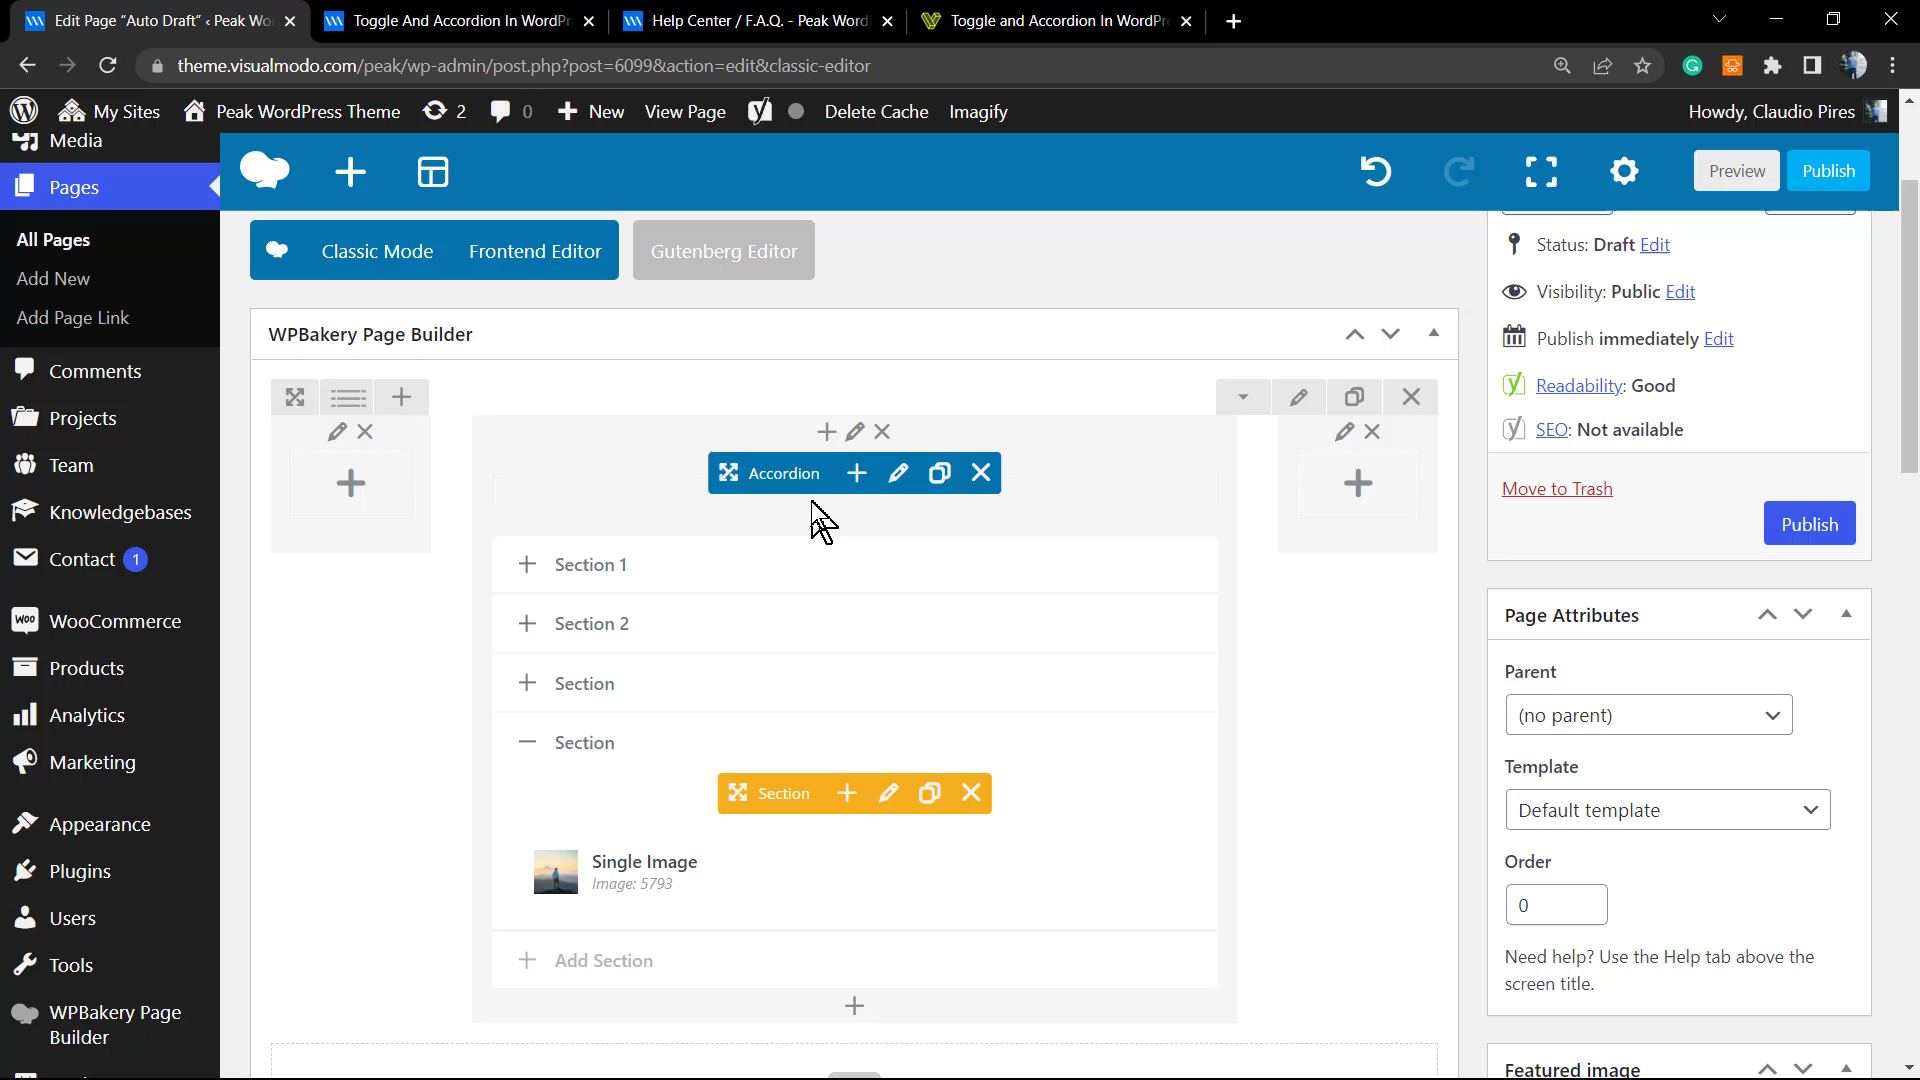 Edit Page “Auto Draft” ‹ Peak Wo
Toggle And Accordion In WordPr
Help Center / F.A.Q. - Peak Word
Toggle and Accordion In WordPr
theme.visualmodo.com/peak/wp-admin/post.php?post=6099&action=edit&classic-editor
My Sites
Peak WordPress Theme
2
0
New
View Page
Delete Cache
Imagify
Howdy, Claudio Pires
Media
Pages
All Pages
Add New
Add Page Link
Comments
Projects
Team
Knowledgebases
Contact 1
WooCommerce
Products
Analytics
Marketing
Appearance
Plugins
Users
Tools
WPBakery Page
Builder
Preview
Publish
Classic Mode
Frontend Editor
Gutenberg Editor
WPBakery Page Builder
Accordion
Section 1
Section 2
Section
Section
Section
Single Image
Image: 5793
Add Section
Status: Draft Edit
Visibility: Public Edit
Publish immediately Edit
Readability: Good
SEO: Not available
Move to Trash
Publish
Page Attributes
Parent
(no parent)
Template
Default template
Order
0
Need help? Use the Help tab above the
screen title.
Featured image